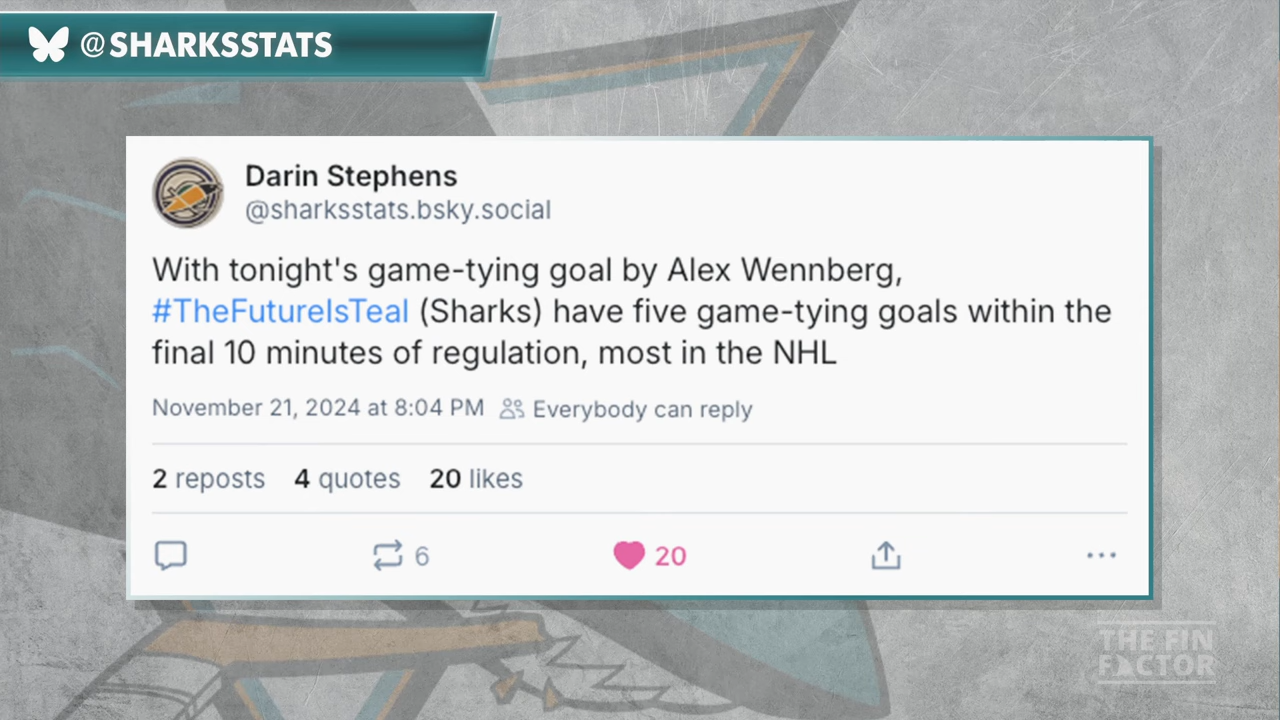 @SHARKSSTATS
Darin Stephens
@sharksstats.bsky.social
With tonight's game-tying goal by Alex Wennberg,
#TheFutureIsTeal (Sharks) have five game-tying goals within the
final 10 minutes of regulation, most in the NHL
November 21, 2024 at 8:04 PM Everybody can reply
2 reposts 4 quotes 20 likes
6 20
THE FIN
FACTOR